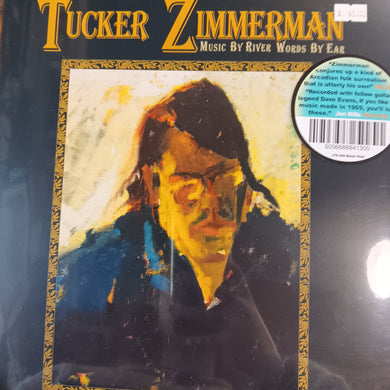 TUCKER ZIMMERMAN
MUSIC BY RIVER WORDS BY EAR
"Zimmerman
conjures up a kind of
Arcadian folk surrealism
that is utterly his own"
"Recorded with fellow guitar
legend Dave Evans, if you like
music made in 1969, you'll
these." - Jon Mills
5056688841300